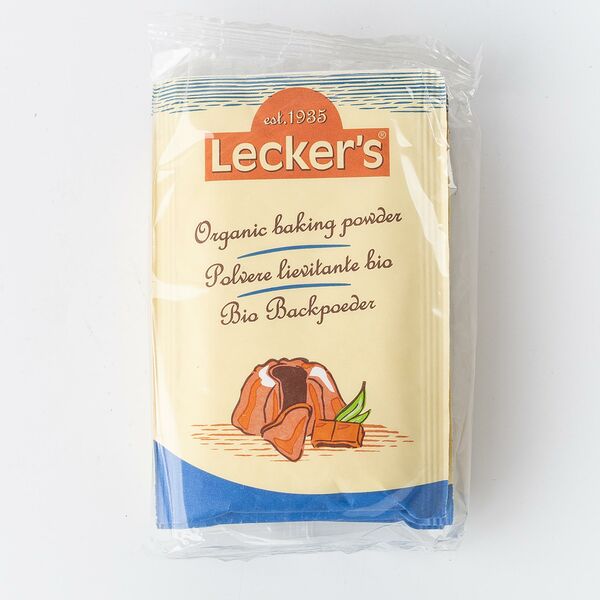 est.1935
Lecker's®
Organic baking powder
Polvere lievitante bio
Bio Backpoeder